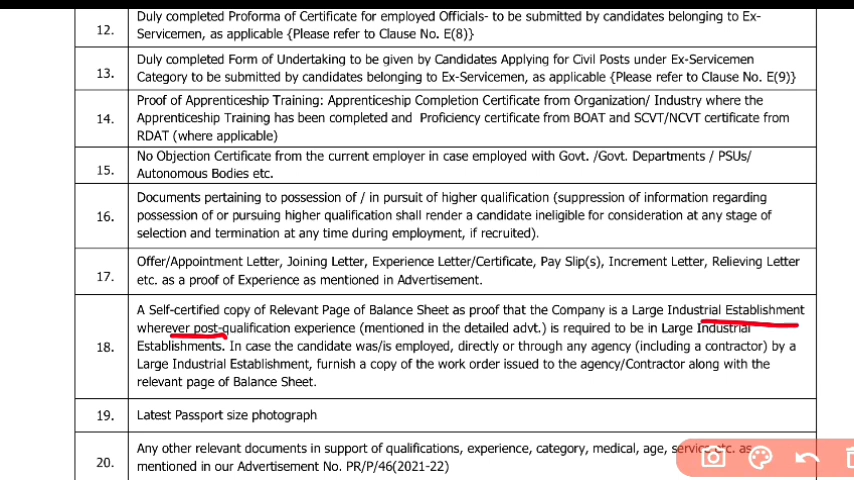 12. Duly completed Proforma of Certificate for employed Officials- to be submitted by candidates belonging to Ex-
Servicemen, as applicable {Please refer to Clause No. E(8)}
13. Duly completed Form of Undertaking to be given by Candidates Applying for Civil Posts under Ex-Servicemen
Category to be submitted by candidates belonging to Ex-Servicemen, as applicable {Please refer to Clause No. E(9)}
14. Proof of Apprenticeship Training: Apprenticeship Completion Certificate from Organization/ Industry where the
Apprenticeship Training has been completed and Proficiency certificate from BOAT and SCVT/NCVT certificate from
RDAT (where applicable)
15. No Objection Certificate from the current employer in case employed with Govt. /Govt. Departments / PSUs/
Autonomous Bodies etc.
16. Documents pertaining to possession of / in pursuit of higher qualification (suppression of information regarding
possession of or pursuing higher qualification shall render a candidate ineligible for consideration at any stage of
selection and termination at any time during employment, if recruited).
17. Offer/Appointment Letter, Joining Letter, Experience Letter/Certificate, Pay Slip(s), Increment Letter, Relieving Letter
etc. as a proof of Experience as mentioned in Advertisement.
18. A Self-certified copy of Relevant Page of Balance Sheet as proof that the Company is a Large Industrial Establishment
wherever post-qualification experience (mentioned in the detailed advt.) is required to be in Large Industrial
Establishments. In case the candidate was/is employed, directly or through any agency (including a contractor) by a
Large Industrial Establishment, furnish a copy of the work order issued to the agency/Contractor along with the
relevant page of Balance Sheet.
19. Latest Passport size photograph
20. Any other relevant documents in support of qualifications, experience, category, medical, age, service etc. as
mentioned in our Advertisement No. PR/P/46(2021-22)